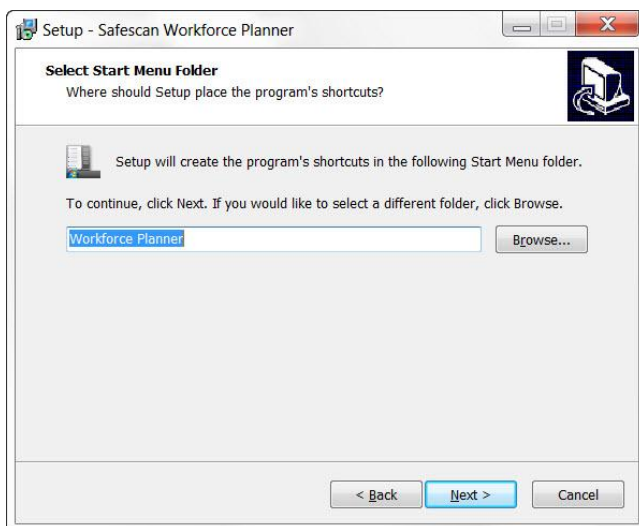 Setup - Safescan Workforce Planner
Select Start Menu Folder
Where should Setup place the program's shortcuts?
Setup will create the program's shortcuts in the following Start Menu folder.
To continue, click Next. If you would like to select a different folder, click Browse.
Workforce Planner
Browse...
< Back
Next >
Cancel